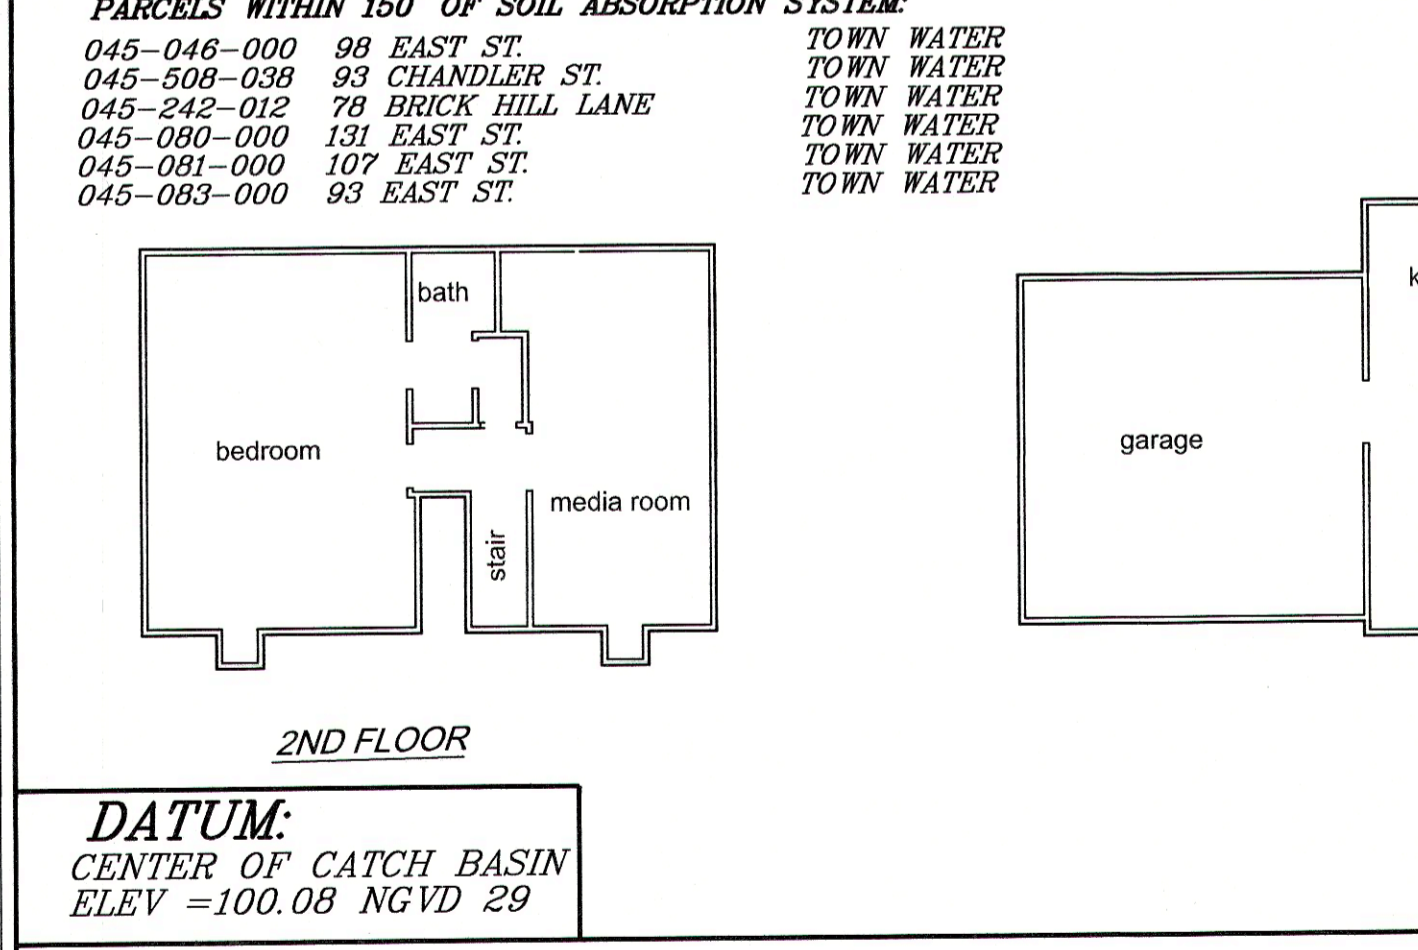 PARCELS WITHIN 150' OF SOIL ABSORPTION SYSTEM:
045-046-000 98 EAST ST. TOWN WATER
045-508-038 93 CHANDLER ST. TOWN WATER
045-242-012 78 BRICK HILL LANE TOWN WATER
045-080-000 131 EAST ST. TOWN WATER
045-081-000 107 EAST ST. TOWN WATER
045-083-000 93 EAST ST. TOWN WATER
bath
bedroom
media room
stair
garage
2ND FLOOR
DATUM:
CENTER OF CATCH BASIN
ELEV =100.08 NGVD 29